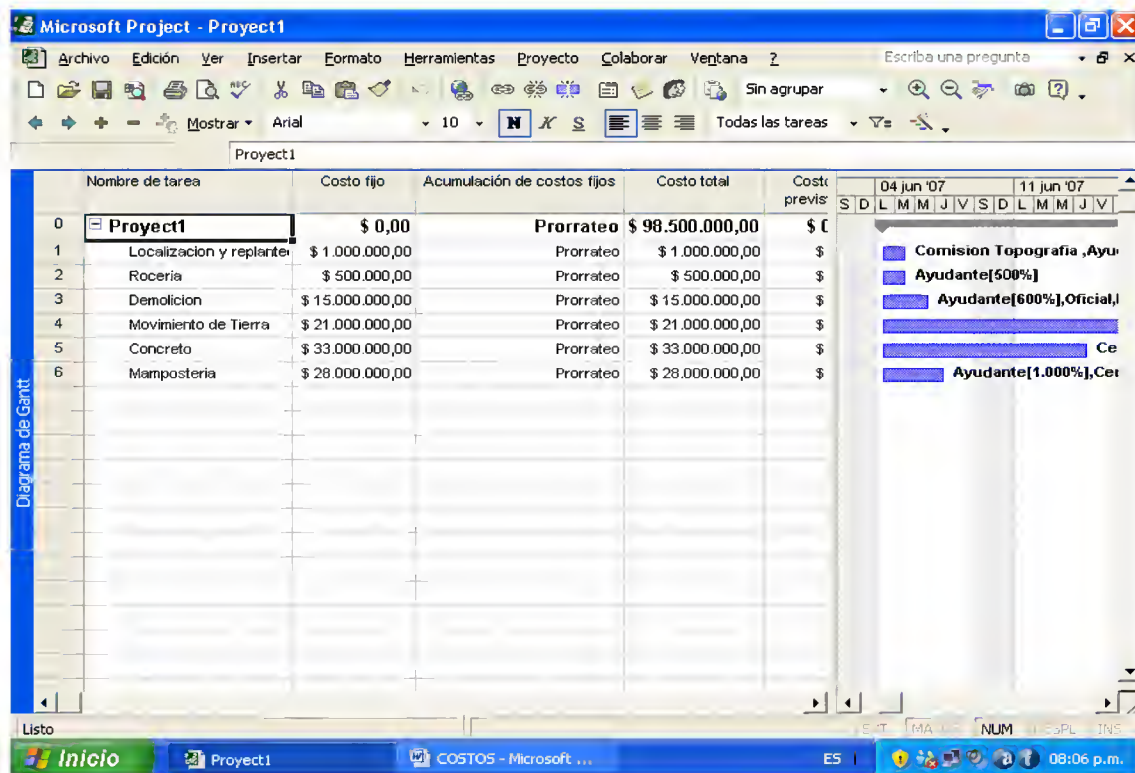 Microsoft Project - Proyect1
Archivo Edición Ver Insertar Formato Herramientas Proyecto Colaborar Ventana ? Escriba una pregunta
Sin agrupar
Mostrar Arial 10 N K S Todas las tareas
Proyect1
Nombre de tarea Costo fijo Acumulación de costos fijos Costo total Costo previs 04 jun '07 11 jun '07
S D L M M J V S D L M M J V
0 Proyect1 $ 0,00 Prorrateo $ 98.500.000,00 $ 0
1 Localizacion y replante $ 1.000.000,00 Prorrateo $ 1.000.000,00 $ Comision Topografia ,Ayu
2 Roceria $ 500.000,00 Prorrateo $ 500.000,00 $ Ayudante[500%]
3 Demolicion $ 15.000.000,00 Prorrateo $ 15.000.000,00 $ Ayudante[600%],Oficial,
4 Movimiento de Tierra $ 21.000.000,00 Prorrateo $ 21.000.000,00 $
5 Concreto $ 33.000.000,00 Prorrateo $ 33.000.000,00 $ Ce
6 Mamposteria $ 28.000.000,00 Prorrateo $ 28.000.000,00 $ Ayudante[1.000%],Cer
Diagrama de Gantt
Listo NUM INS
Inicio Proyect1 COSTOS - Microsoft ... ES 08:06 p.m.